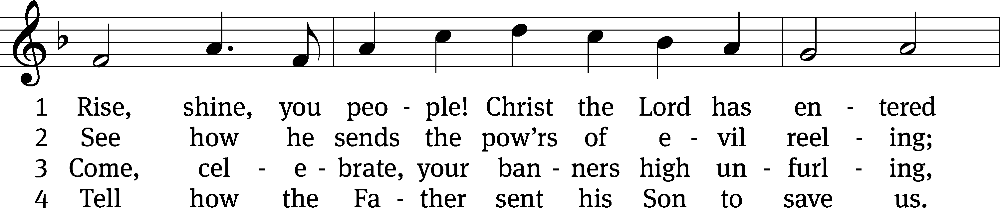 1 Rise, shine, you peo - ple! Christ the Lord has en - tered
2 See how he sends the pow’rs of e - vil reel - ing;
3 Come, cel - e - brate, your ban - ners high un - furl - ing,
4 Tell how the Fa - ther sent his Son to save us.